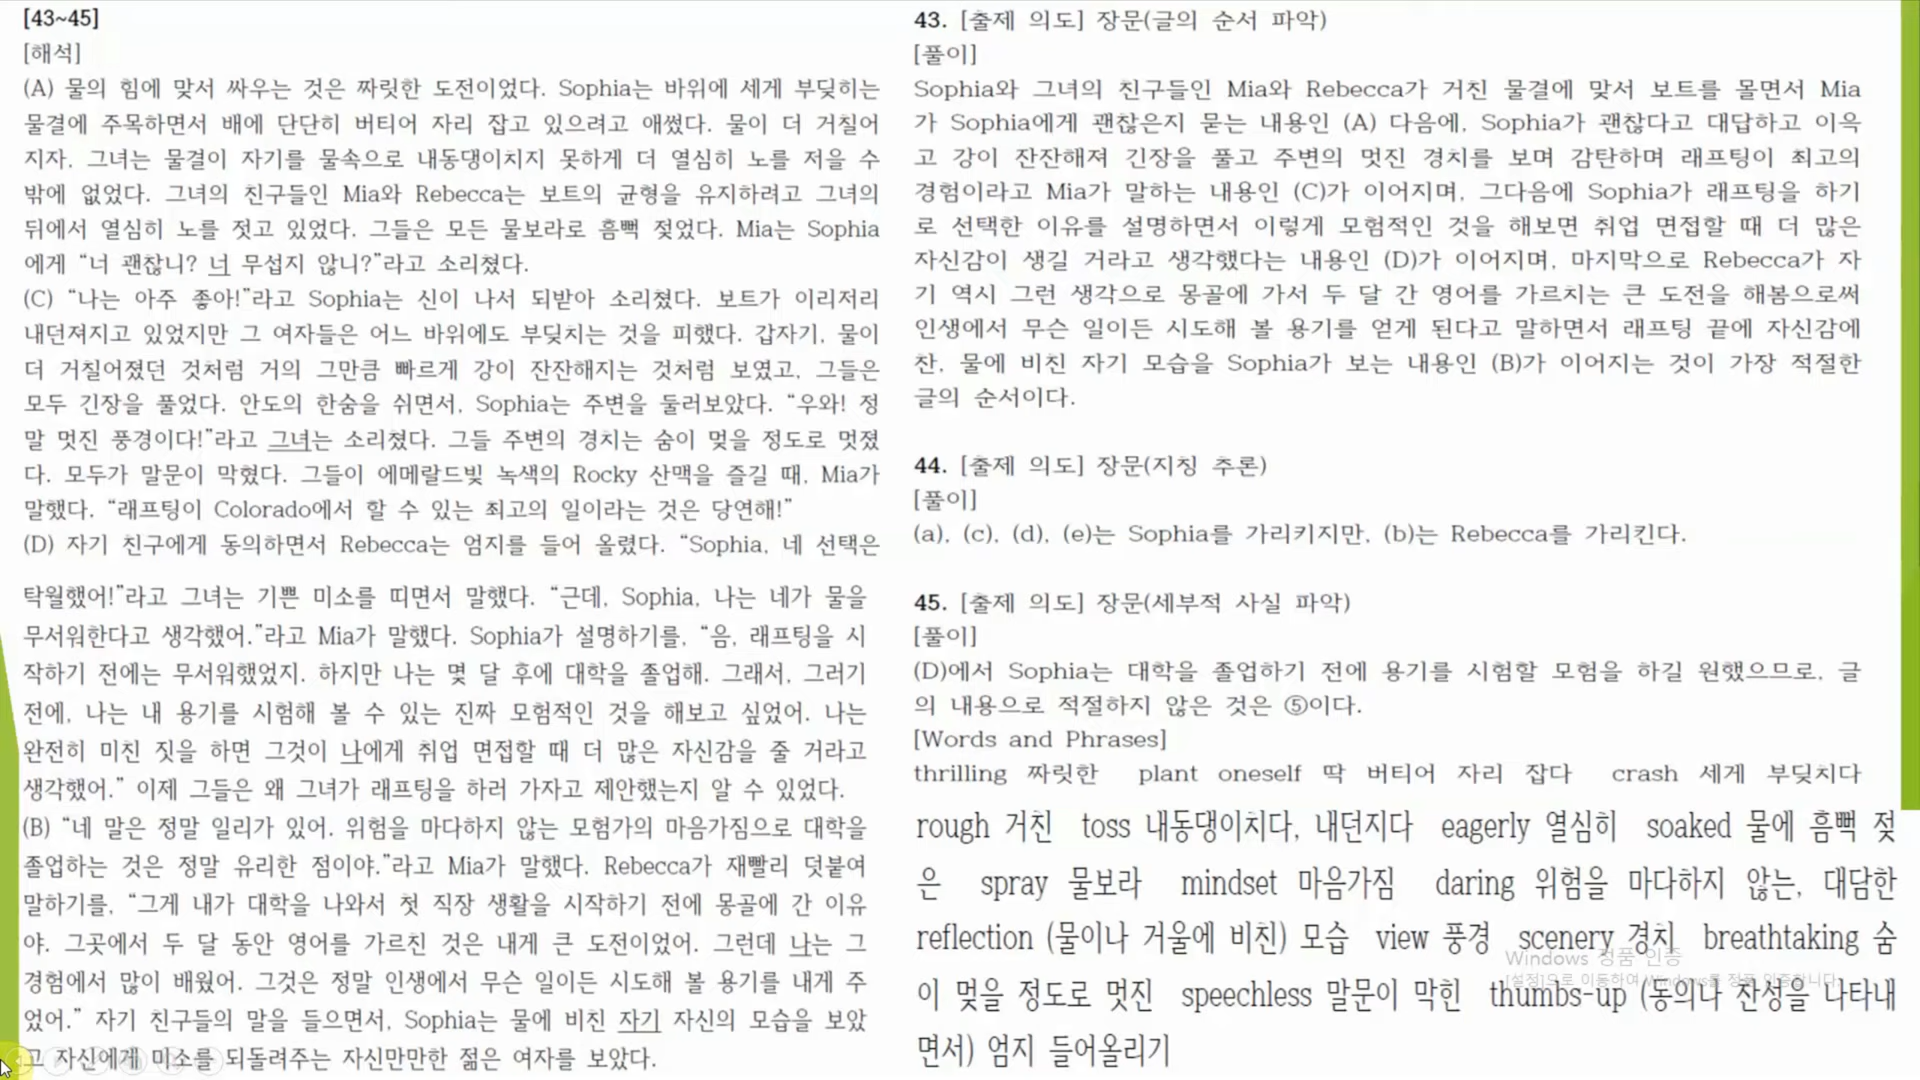 [43~45]
[해석]
(A) 물의 힘에 맞서 싸우는 것은 짜릿한 도전이었다. Sophia는 바위에 세게 부딪히는
물결에 주목하면서 배에 단단히 버티어 자리 잡고 있으려고 애썼다. 물이 더 거칠어
지자, 그녀는 물결이 자기를 물속으로 내동댕이치지 못하게 더 열심히 노를 저을 수
밖에 없었다. 그녀의 친구들인 Mia와 Rebecca는 보트의 균형을 유지하려고 그녀의
뒤에서 열심히 노를 젓고 있었다. 그들은 모든 물보라로 흠뻑 젖었다. Mia는 Sophia
에게 “너 괜찮니? 너 무섭지 않니?”라고 소리쳤다.
(C) “나는 아주 좋아!”라고 Sophia는 신이 나서 되받아 소리쳤다. 보트가 이리저리
내던져지고 있었지만 그 여자들은 어느 바위에도 부딪치는 것을 피했다. 갑자기, 물이
더 거칠어졌던 것처럼 거의 그만큼 빠르게 강이 잔잔해지는 것처럼 보였고, 그들은
모두 긴장을 풀었다. 안도의 한숨을 쉬면서, Sophia는 주변을 둘러보았다. “우와! 정
말 멋진 풍경이다!”라고 그녀는 소리쳤다. 그들 주변의 경치는 숨이 멎을 정도로 멋졌
다. 모두가 말문이 막혔다. 그들이 에메랄드빛 녹색의 Rocky 산맥을 즐길 때, Mia가
말했다. “래프팅이 Colorado에서 할 수 있는 최고의 일이라는 것은 당연해!”
(D) 자기 친구에게 동의하면서 Rebecca는 엄지를 들어 올렸다. “Sophia, 네 선택은
탁월했어!”라고 그녀는 기쁜 미소를 띠면서 말했다. “근데, Sophia, 나는 네가 물을
무서워한다고 생각했어.”라고 Mia가 말했다. Sophia가 설명하기를, “음, 래프팅을 시
작하기 전에는 무서워했었지. 하지만 나는 몇 달 후에 대학을 졸업해. 그래서, 그러기
전에, 나는 내 용기를 시험해 볼 수 있는 진짜 모험적인 것을 해보고 싶었어. 나는
완전히 미친 짓을 하면 그것이 나에게 취업 면접할 때 더 많은 자신감을 줄 거라고
생각했어.” 이제 그들은 왜 그녀가 래프팅을 하러 가자고 제안했는지 알 수 있었다.
(B) “네 말은 정말 일리가 있어. 위험을 마다하지 않는 모험가의 마음가짐으로 대학을
졸업하는 것은 정말 유리한 점이야.”라고 Mia가 말했다. Rebecca가 재빨리 덧붙여
말하기를, “그게 내가 대학을 나와서 첫 직장 생활을 시작하기 전에 몽골에 간 이유
야. 그곳에서 두 달 동안 영어를 가르친 것은 내게 큰 도전이었어. 그런데 나는 그
경험에서 많이 배웠어. 그것은 정말 인생에서 무슨 일이든 시도해 볼 용기를 내게 주
었어.” 자기 친구들의 말을 들으면서, Sophia는 물에 비친 자기 자신의 모습을 보았
고 자신에게 미소를 되돌려주는 자신만만한 젊은 여자를 보았다.
43. [출제 의도] 장문(글의 순서 파악)
[풀이]
Sophia와 그녀의 친구들인 Mia와 Rebecca가 거친 물결에 맞서 보트를 몰면서 Mia
가 Sophia에게 괜찮은지 묻는 내용인 (A) 다음에, Sophia가 괜찮다고 대답하고 이윽
고 강이 잔잔해져 긴장을 풀고 주변의 멋진 경치를 보며 감탄하며 래프팅이 최고의
경험이라고 Mia가 말하는 내용인 (C)가 이어지며, 그다음에 Sophia가 래프팅을 하기
로 선택한 이유를 설명하면서 이렇게 모험적인 것을 해보면 취업 면접할 때 더 많은
자신감이 생길 거라고 생각했다는 내용인 (D)가 이어지며, 마지막으로 Rebecca가 자
기 역시 그런 생각으로 몽골에 가서 두 달 간 영어를 가르치는 큰 도전을 해봄으로써
인생에서 무슨 일이든 시도해 볼 용기를 얻게 된다고 말하면서 래프팅 끝에 자신감에
찬, 물에 비친 자기 모습을 Sophia가 보는 내용인 (B)가 이어지는 것이 가장 적절한
글의 순서이다.
44. [출제 의도] 장문(지칭 추론)
[풀이]
(a), (c), (d), (e)는 Sophia를 가리키지만, (b)는 Rebecca를 가리킨다.
45. [출제 의도] 장문(세부적 사실 파악)
[풀이]
(D)에서 Sophia는 대학을 졸업하기 전에 용기를 시험할 모험을 하길 원했으므로, 글
의 내용으로 적절하지 않은 것은 ⑤이다.
[Words and Phrases]
thrilling 짜릿한 plant oneself 딱 버티어 자리 잡다 crash 세게 부딪치다
rough 거친 toss 내동댕이치다, 내던지다 eagerly 열심히 soaked 물에 흠뻑 젖
은 spray 물보라 mindset 마음가짐 daring 위험을 마다하지 않는, 대담한
reflection (물이나 거울에 비친) 모습 view 풍경 scenery 경치 breathtaking 숨
이 멎을 정도로 멋진 speechless 말문이 막힌 thumbs-up (동의나 찬성을 나타내
면서) 엄지 들어올리기
Windows 정품 인증
[설정]으로 이동하여 Windows를 정품 인증합니다.